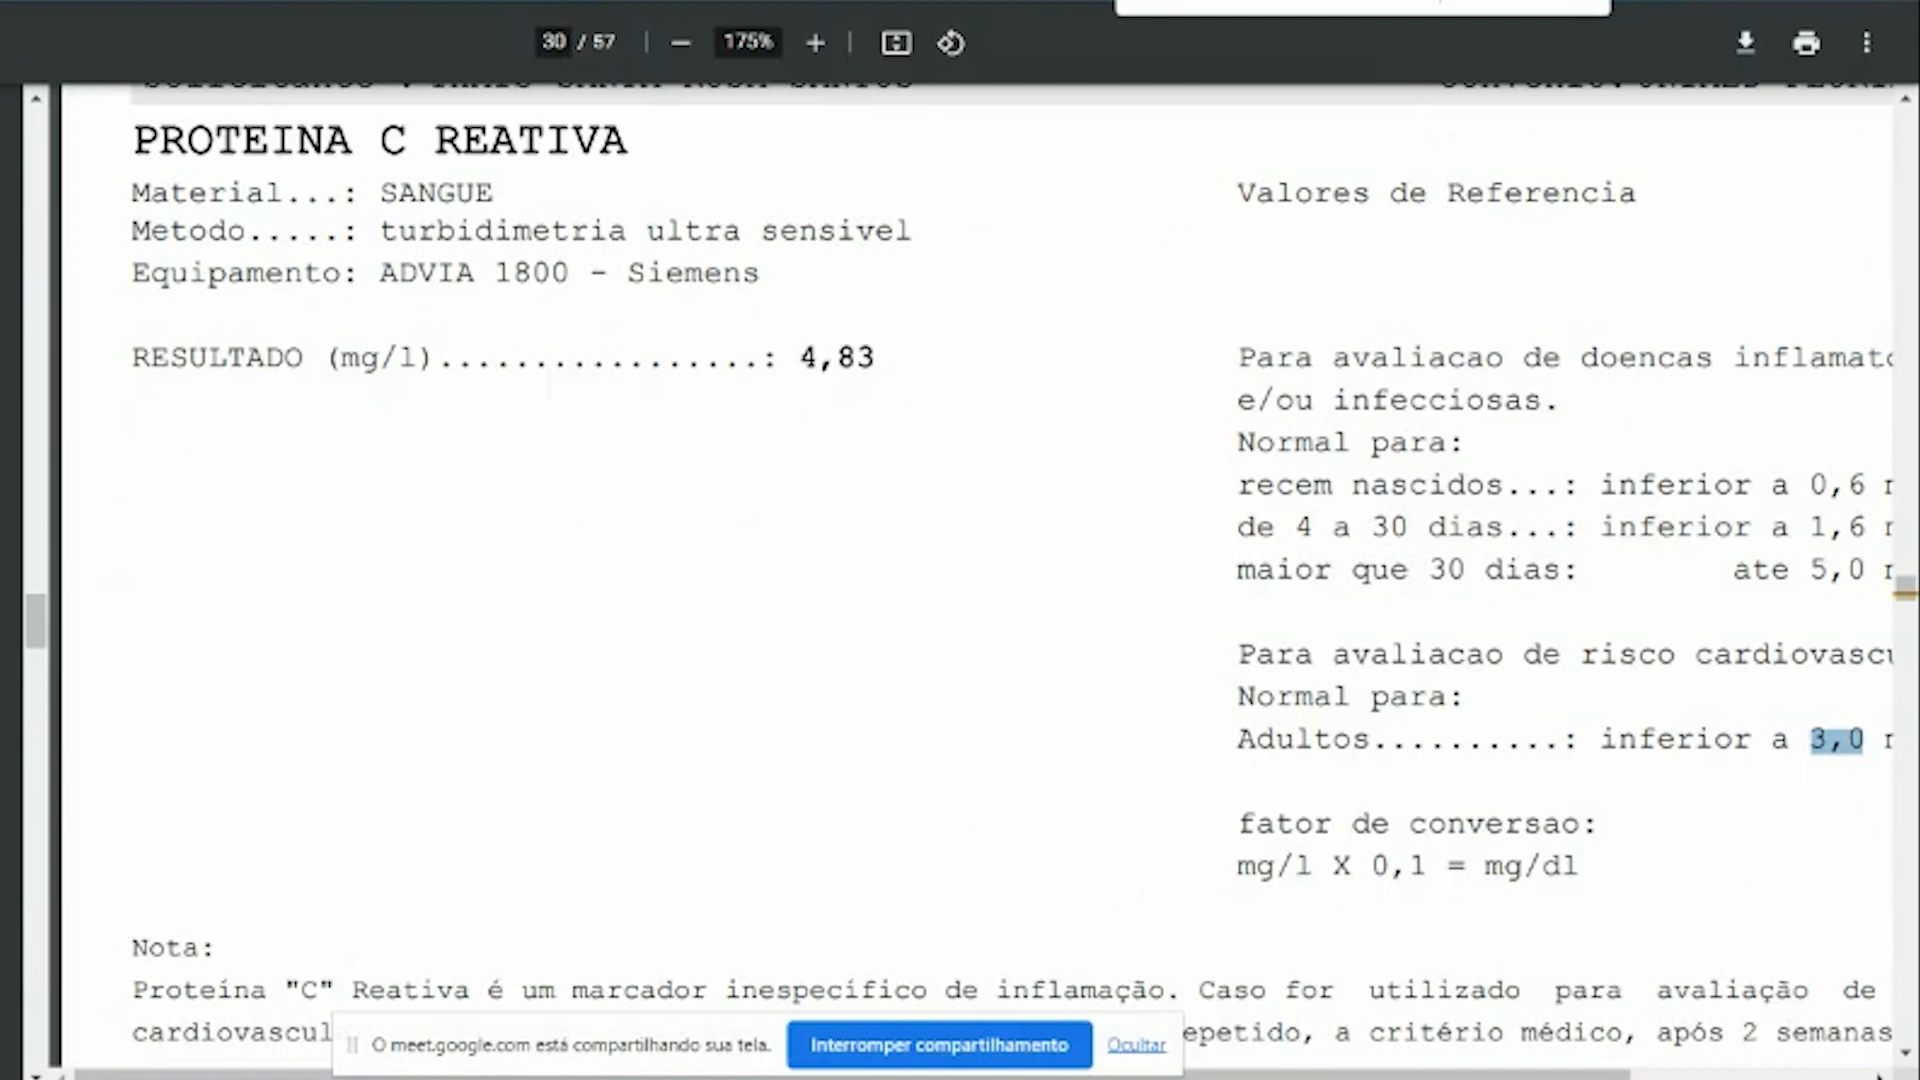 30 / 57
175%
PROTEINA C REATIVA
Material...: SANGUE
Valores de Referencia
Metodo.....: turbidimetria ultra sensivel
Equipamento: ADVIA 1800 - Siemens
RESULTADO (mg/l).................: 4,83
Para avaliacao de doencas inflamato
e/ou infecciosas.
Normal para:
recem nascidos...: inferior a 0,6
de 4 a 30 dias...: inferior a 1,6
maior que 30 dias: ate 5,0
Para avaliacao de risco cardiovascu
Normal para:
Adultos..........: inferior a 3,0
fator de conversao:
mg/l X 0,1 = mg/dl
Nota:
Proteína "C" Reativa é um marcador inespecífico de inflamação. Caso for utilizado para avaliação de
cardiovascul epetido, a critério médico, após 2 semanas
O meet.google.com está compartilhando sua tela. Interromper compartilhamento Ocultar